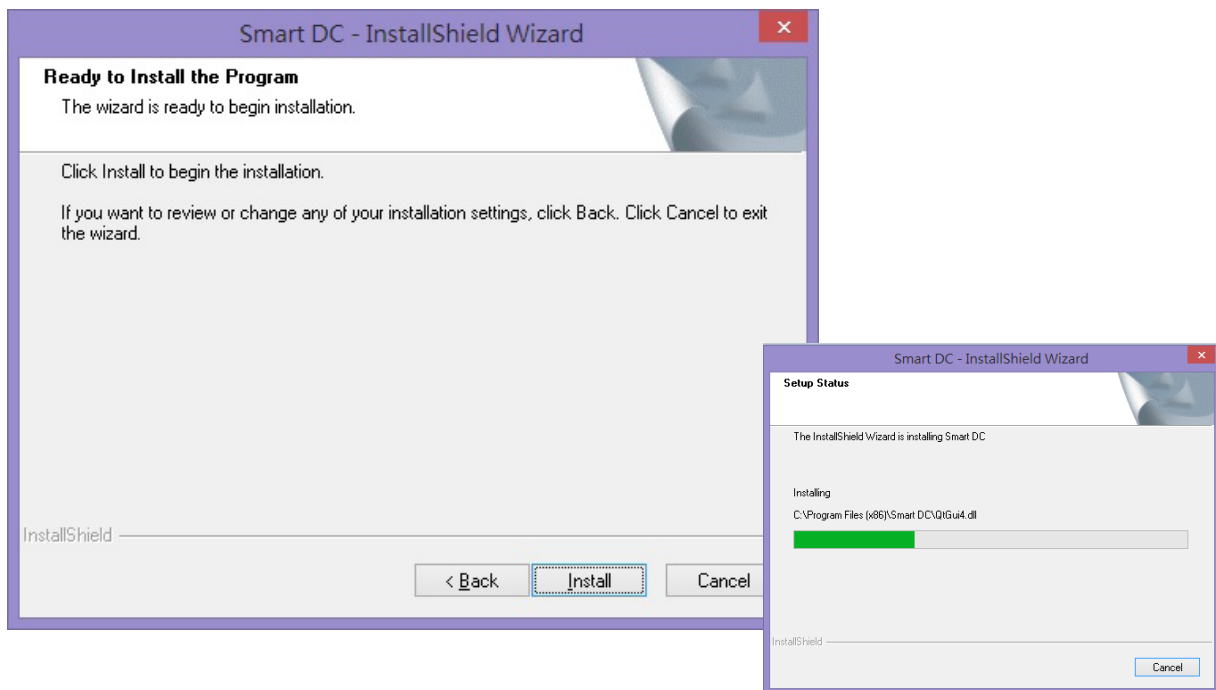 Smart DC - InstallShield Wizard
Ready to Install the Program
The wizard is ready to begin installation.
Click Install to begin the installation.
If you want to review or change any of your installation settings, click Back. Click Cancel to exit
the wizard.
InstallShield
< Back
Install
Cancel
Smart DC - InstallShield Wizard
Setup Status
The InstallShield Wizard is installing Smart DC
Installing
C:\Program Files (x86)\Smart DC\QtGui4.dll
InstallShield
Cancel